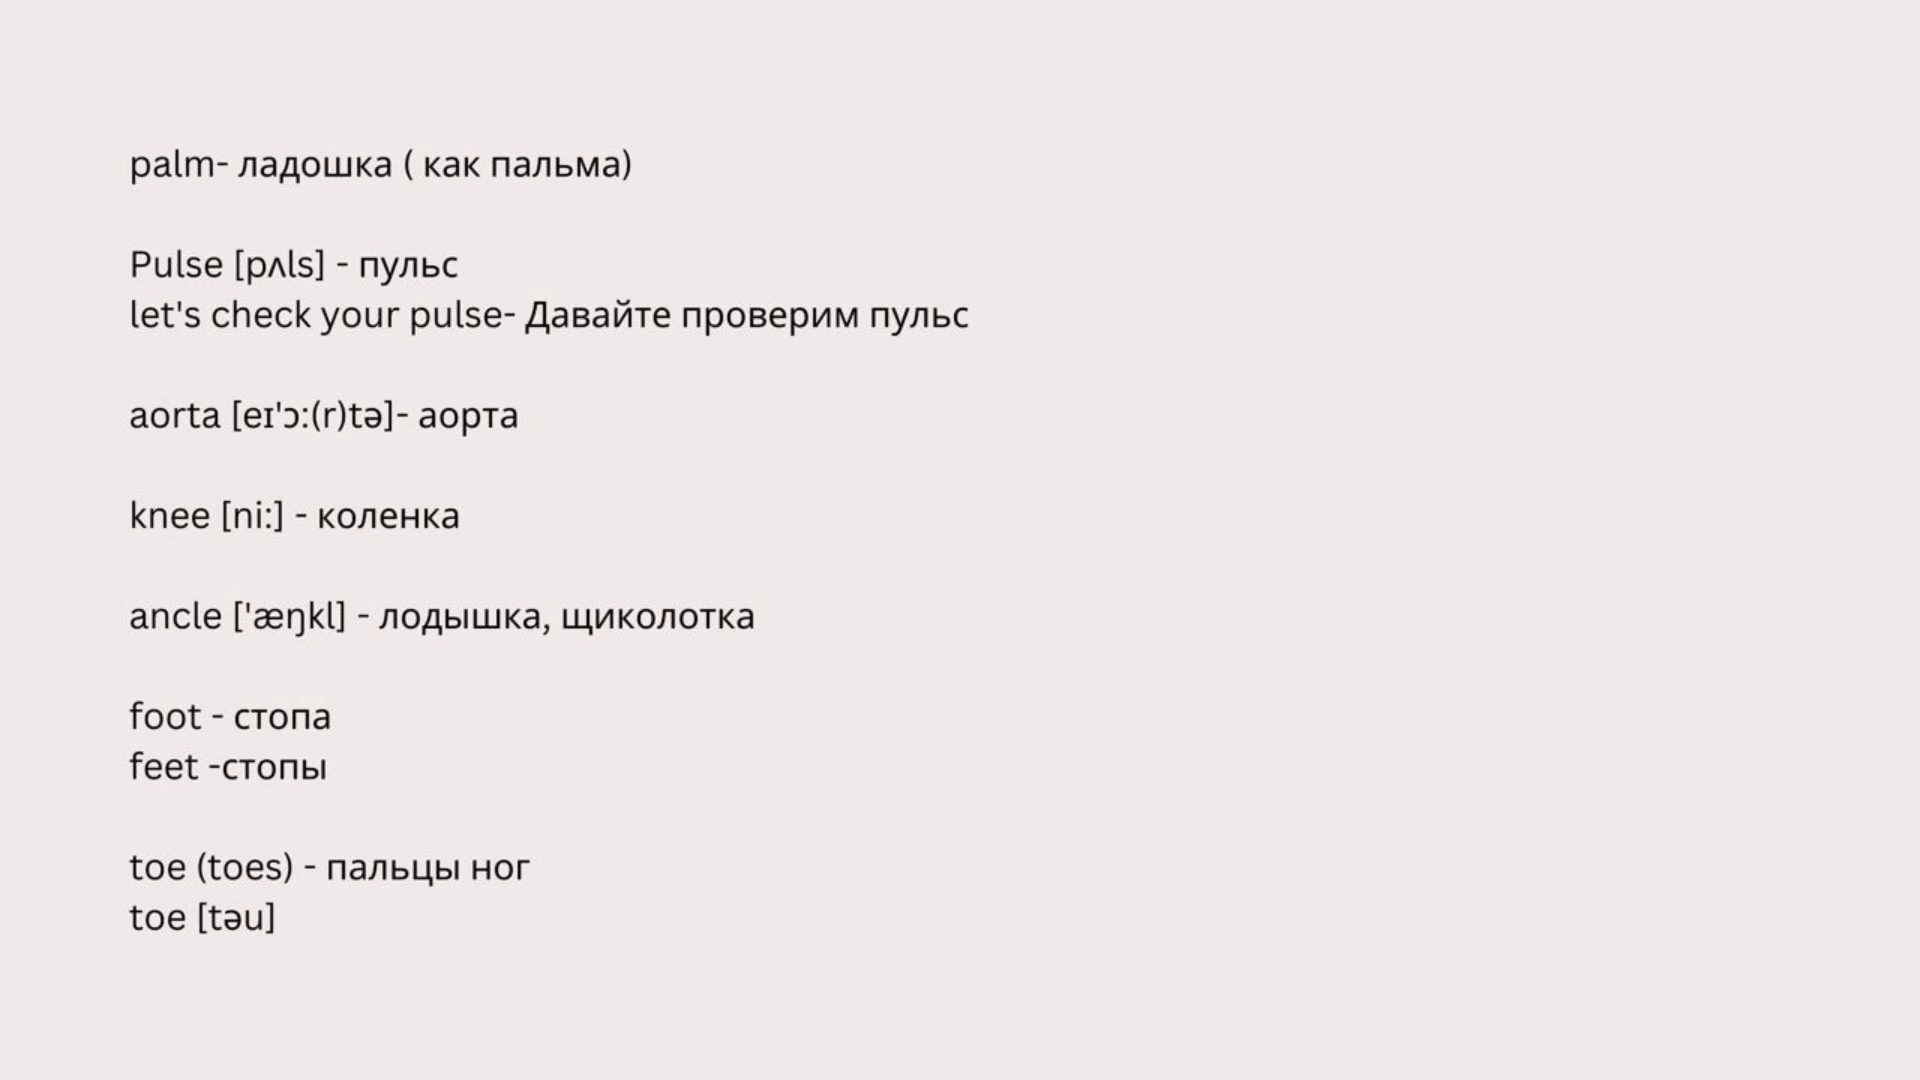 palm- ладошка ( как пальма)
Pulse [pʌls] - пульс
let's check your pulse- Давайте проверим пульс
aorta [eɪ'ɔ:(r)tə]- аорта
knee [ni:] - коленка
ancle ['æŋkl] - лодышка, щиколотка
foot - стопа
feet -стопы
toe (toes) - пальцы ног
toe [təu]